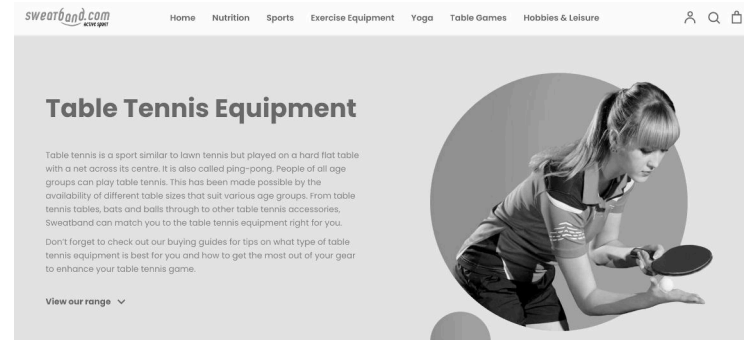 sweatband.com
active sport
Home Nutrition Sports Exercise Equipment Yoga Table Games Hobbies & Leisure
Table Tennis Equipment
Table tennis is a sport similar to lawn tennis but played on a hard flat table
with a net across its centre. It is also called ping-pong. People of all age
groups can play table tennis. This has been made possible by the
availability of different table sizes that suit various age groups. From table
tennis tables, bats and balls through to other table tennis accessories,
Sweatband can match you to the table tennis equipment right for you.
Don't forget to check out our buying guides for tips on what type of table
tennis equipment is best for you and how to get the most out of your gear
to enhance your table tennis game.
View our range